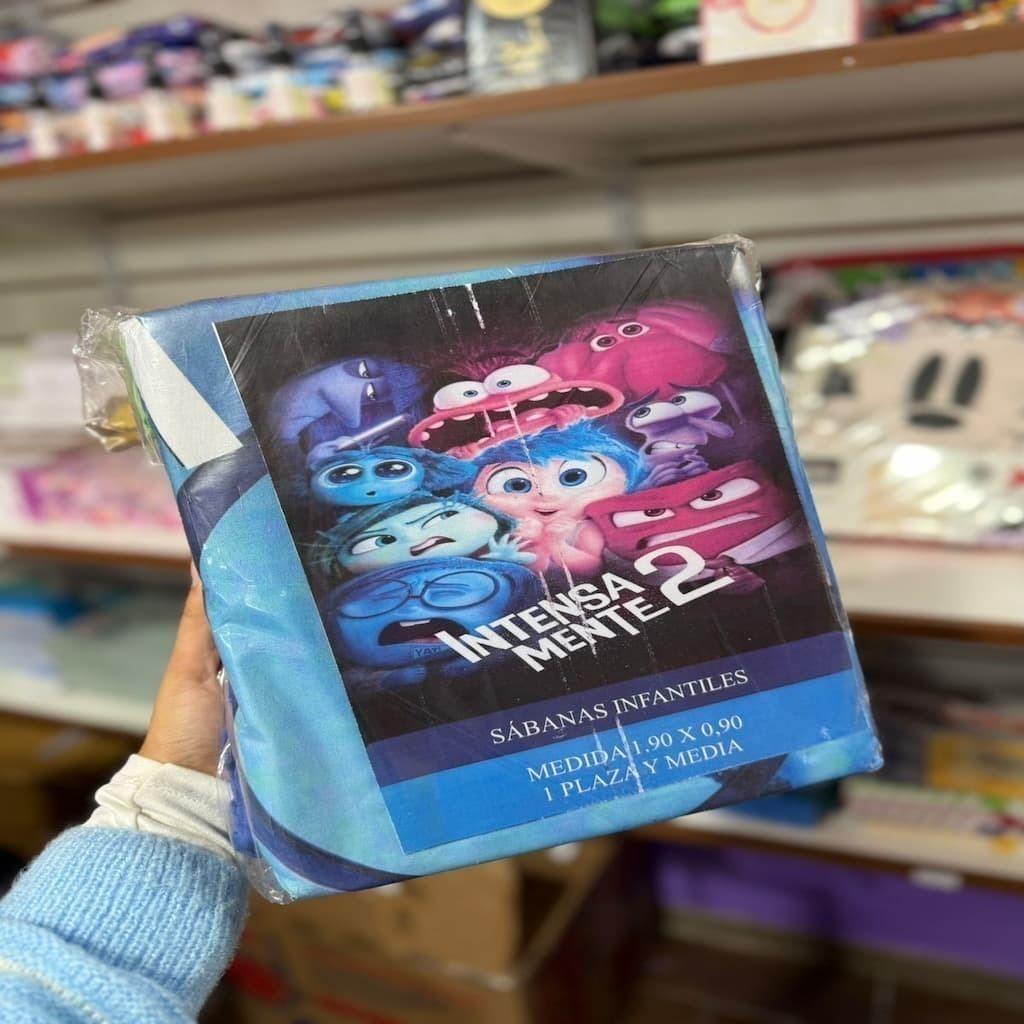 INTENSA
MENTE 2
SÁBANAS INFANTILES
MEDIDA 1.90 X 0,90
1 PLAZA Y MEDIA